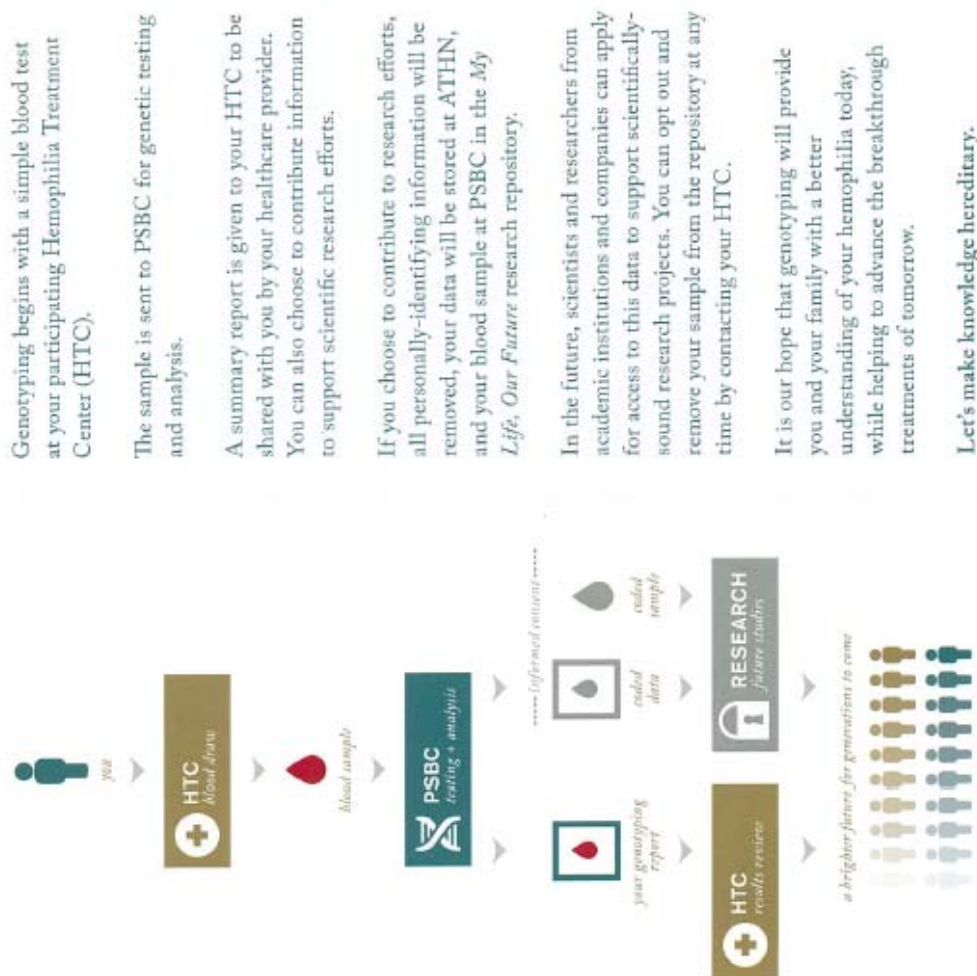 you
HTC
blood draw
blood sample
PSBC
testing + analysis
informed consent
your genotyping
report
coded
data
coded
sample
HTC
results review
RESEARCH
future studies
a brighter future for generations to come
Genotyping begins with a simple blood test
at your participating Hemophilia Treatment
Center (HTC).
The sample is sent to PSBC for genetic testing
and analysis.
A summary report is given to your HTC to be
shared with you by your healthcare provider.
You can also choose to contribute information
to support scientific research efforts.
If you choose to contribute to research efforts,
all personally-identifying information will be
removed, your data will be stored at ATHN,
and your blood sample at PSBC in the My
Life, Our Future research repository.
In the future, scientists and researchers from
academic institutions and companies can apply
for access to this data to support scientifically-
sound research projects. You can opt out and
remove your sample from the repository at any
time by contacting your HTC.
It is our hope that genotyping will provide
you and your family with a better
understanding of your hemophilia today,
while helping to advance the breakthrough
treatments of tomorrow.
Let's make knowledge hereditary.